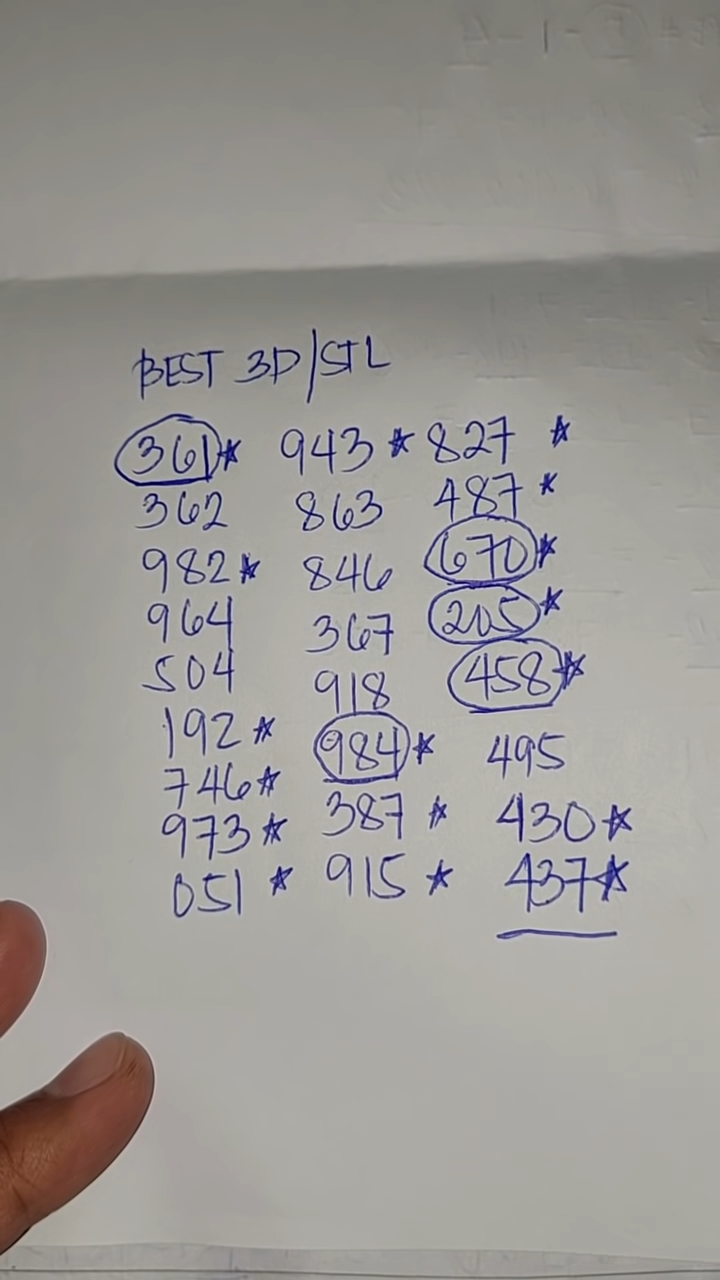 BEST 3D/STL
361* 943* 827 *
362 863 487 *
982* 846 670*
964 367 205*
504 918 458*
192* 984* 495
746* 387 * 430*
973* 915 * 437*
051 *